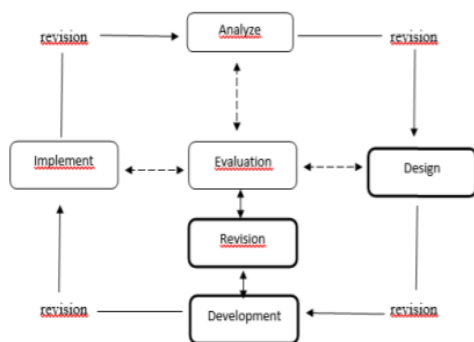 Analyze
revision
revision
Implement
Evaluation
Design
Revision
revision
revision
Development